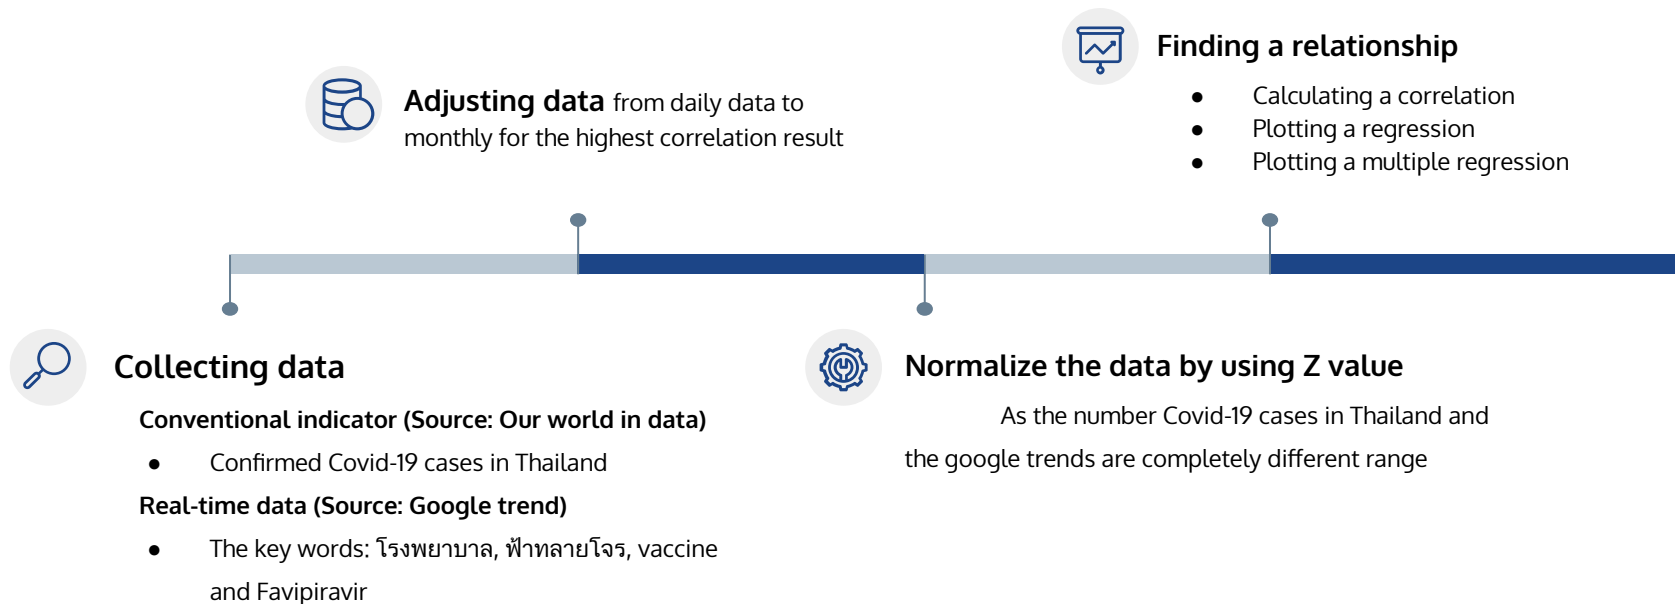 Collecting data
Conventional indicator (Source: Our world in data)
● Confirmed Covid-19 cases in Thailand
Real-time data (Source: Google trend)
● The key words: โรงพยาบาล, ฟ้าทลายโจร, vaccine
and Favipiravir
Adjusting data from daily data to
monthly for the highest correlation result
Normalize the data by using Z value
As the number Covid-19 cases in Thailand and
the google trends are completely different range
Finding a relationship
● Calculating a correlation
● Plotting a regression
● Plotting a multiple regression